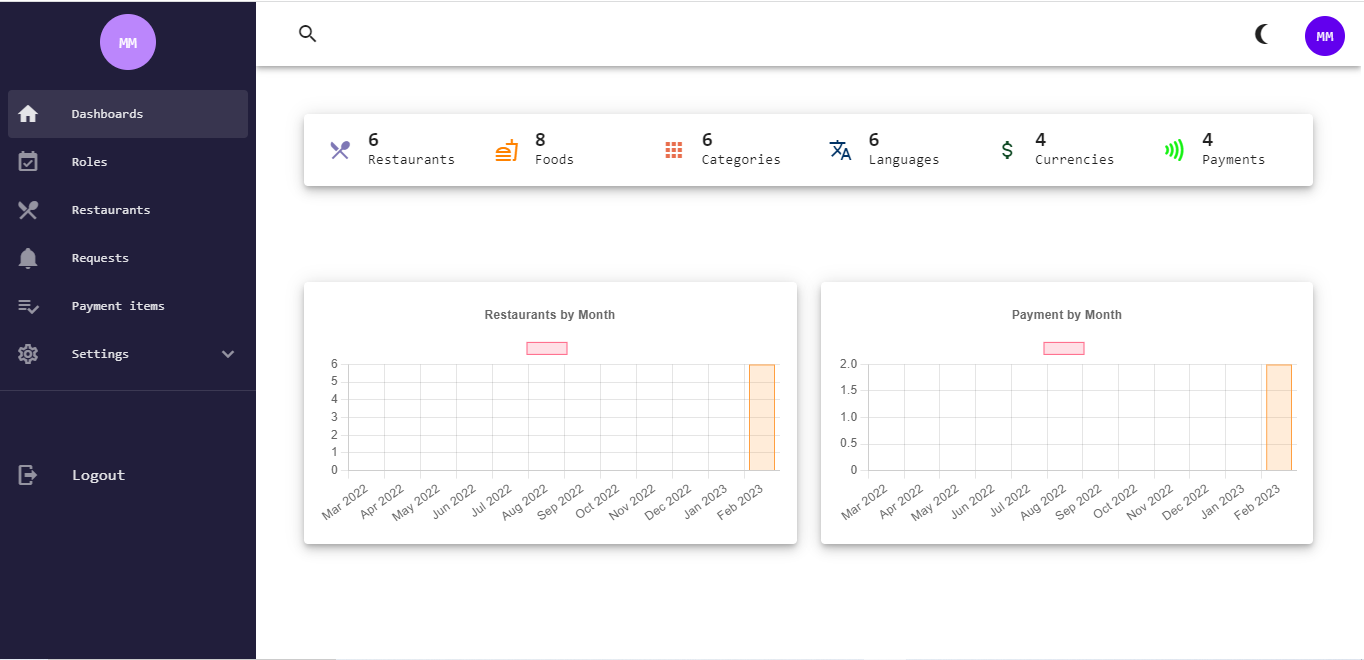 MM
Dashboards
Roles
Restaurants
Requests
Payment items
Settings
Logout
MM
6
Restaurants
8
Foods
6
Categories
6
Languages
4
Currencies
4
Payments
Restaurants by Month
6
5
4
3
2
1
0
Mar 2022 Apr 2022 May 2022 Jun 2022 Jul 2022 Aug 2022 Sep 2022 Oct 2022 Nov 2022 Dec 2022 Jan 2023 Feb 2023
Payment by Month
2.0
1.5
1.0
0.5
0
Mar 2022 Apr 2022 May 2022 Jun 2022 Jul 2022 Aug 2022 Sep 2022 Oct 2022 Nov 2022 Dec 2022 Jan 2023 Feb 2023